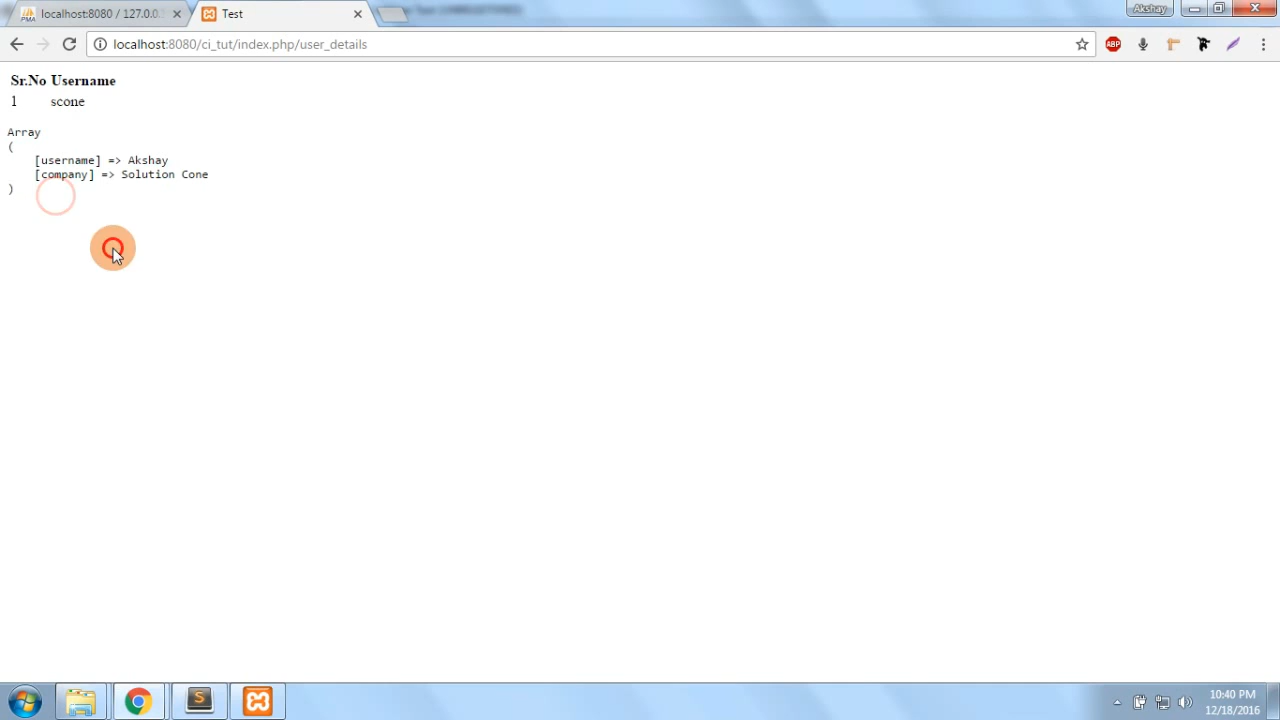 localhost:8080 / 127.0.0.
Test
Akshay
localhost:8080/ci_tut/index.php/user_details
ABP
Sr.No Username
1 scone
Array
(
[username] => Akshay
[company] => Solution Cone
)
10:40 PM
12/18/2016